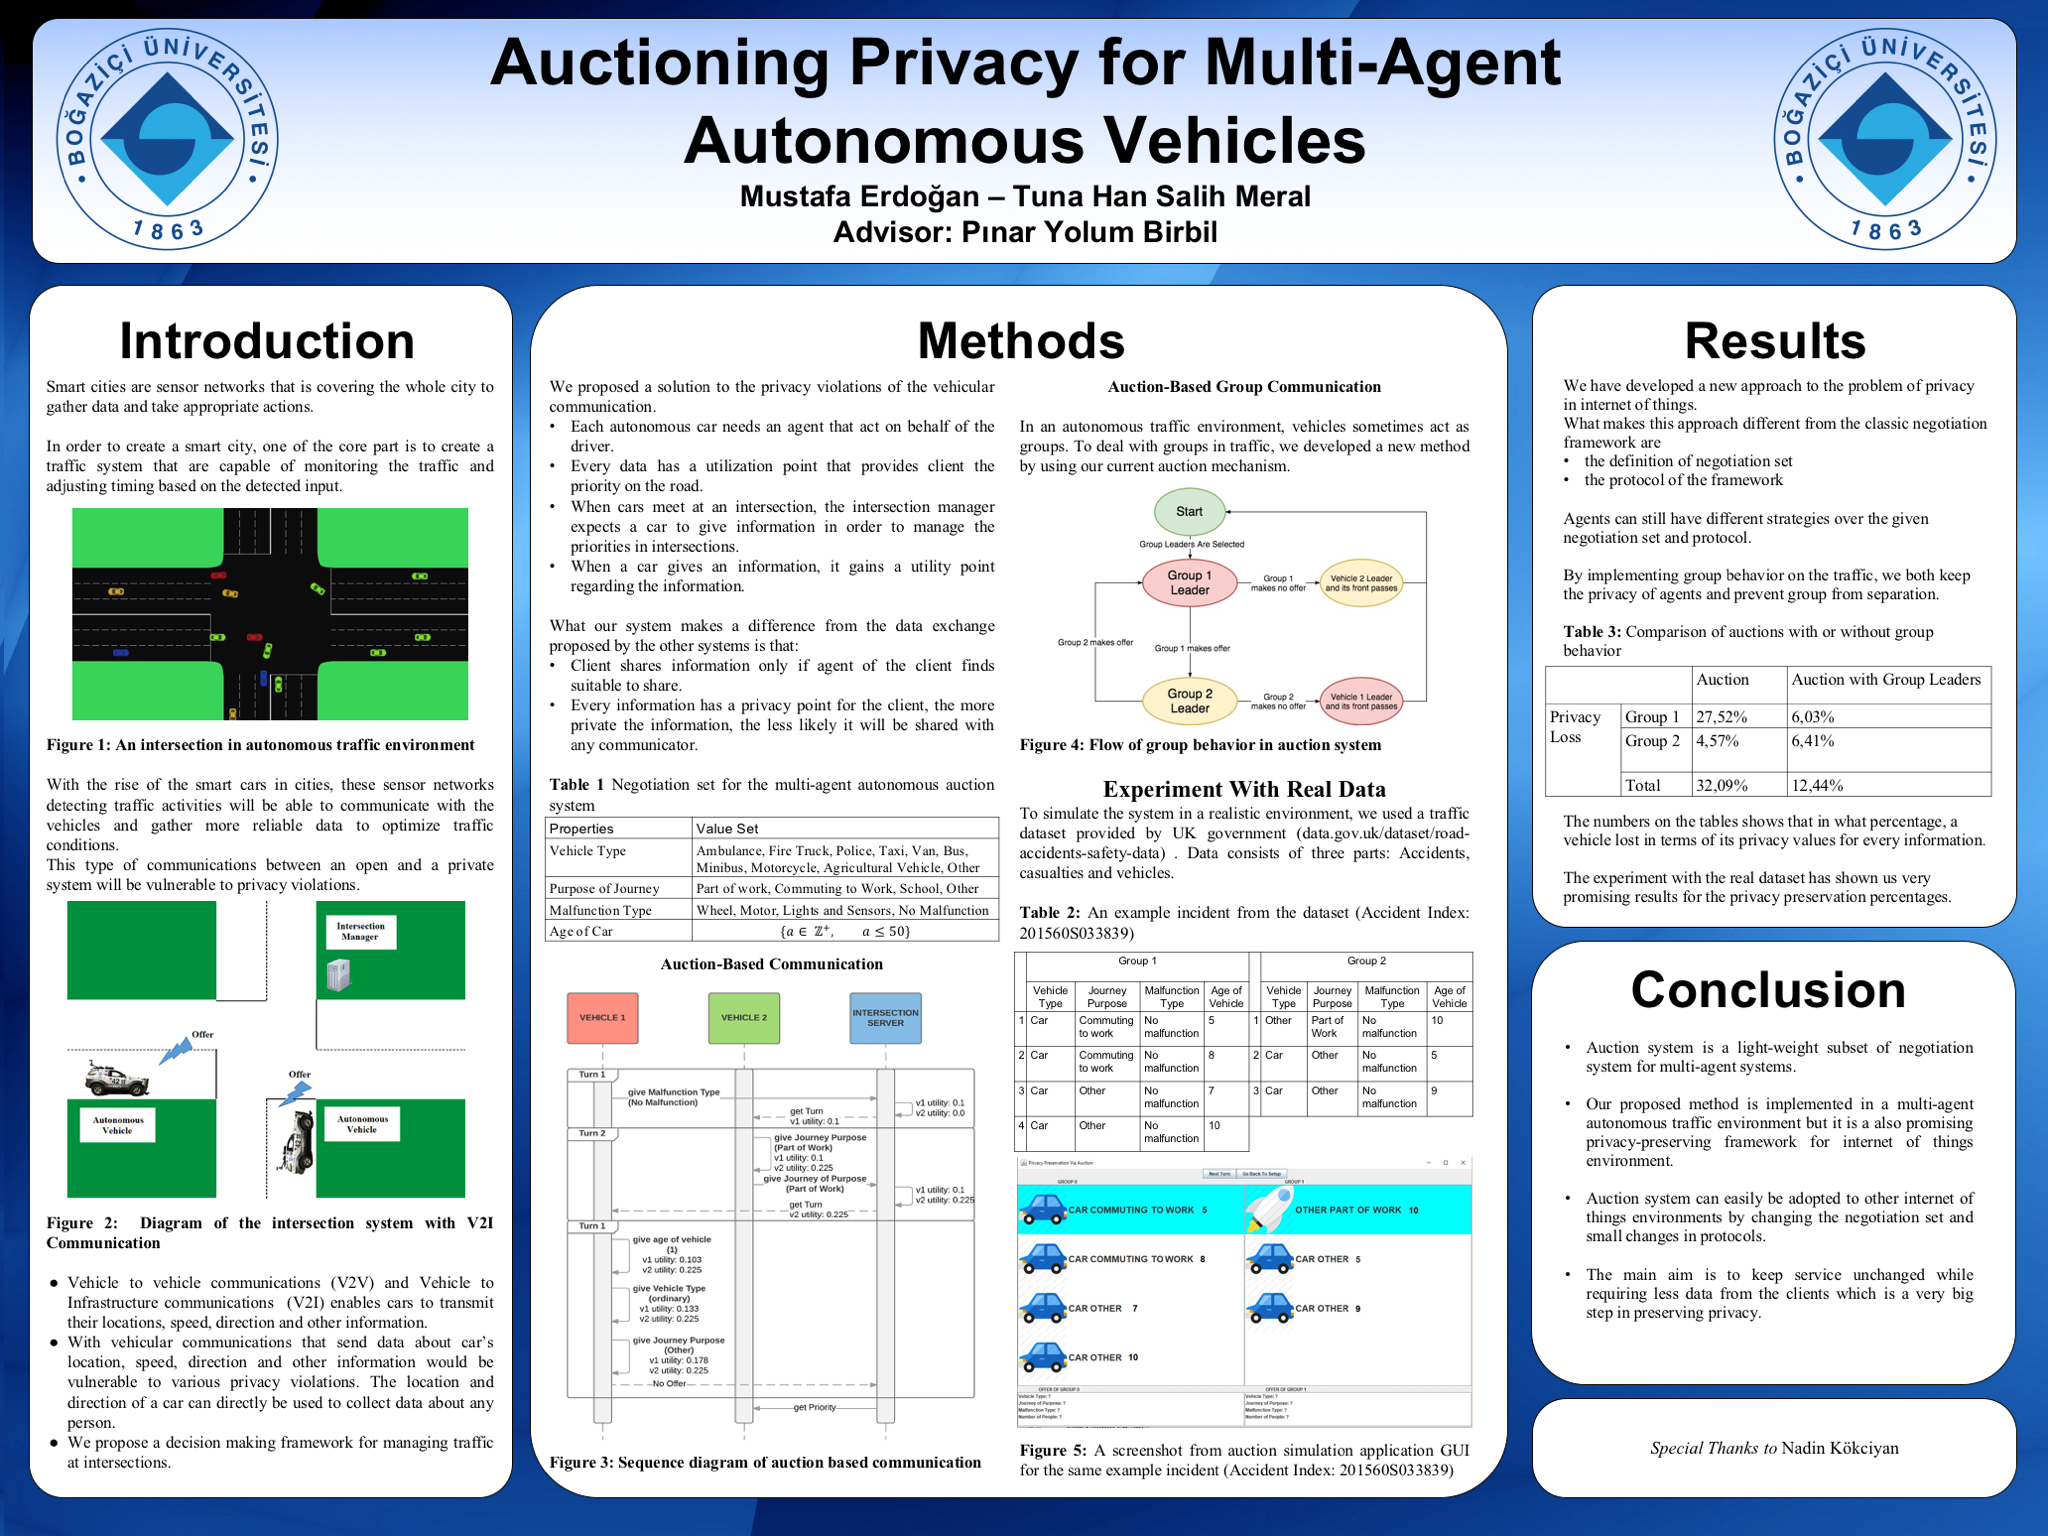 BOĞAZİÇİ ÜNİVERSİTESİ
1863
Auctioning Privacy for Multi-Agent
Autonomous Vehicles
Mustafa Erdoğan – Tuna Han Salih Meral
Advisor: Pınar Yolum Birbil
BOĞAZİÇİ ÜNİVERSİTESİ
1863
Introduction
Smart cities are sensor networks that is covering the whole city to
gather data and take appropriate actions.
In order to create a smart city, one of the core part is to create a
traffic system that are capable of monitoring the traffic and
adjusting timing based on the detected input.
Figure 1: An intersection in autonomous traffic environment
With the rise of the smart cars in cities, these sensor networks
detecting traffic activities will be able to communicate with the
vehicles and gather more reliable data to optimize traffic
conditions.
This type of communications between an open and a private
system will be vulnerable to privacy violations.
Intersection
Manager
Offer
Offer
Autonomous
Vehicle
Autonomous
Vehicle
Figure 2: Diagram of the intersection system with V2I
Communication
● Vehicle to vehicle communications (V2V) and Vehicle to
Infrastructure communications (V2I) enables cars to transmit
their locations, speed, direction and other information.
● With vehicular communications that send data about car's
location, speed, direction and other information would be
vulnerable to various privacy violations. The location and
direction of a car can directly be used to collect data about any
person.
● We propose a decision making framework for managing traffic
at intersections.
Methods
We proposed a solution to the privacy violations of the vehicular
communication.
• Each autonomous car needs an agent that act on behalf of the
driver.
• Every data has a utilization point that provides client the
priority on the road.
• When cars meet at an intersection, the intersection manager
expects a car to give information in order to manage the
priorities in intersections.
• When a car gives an information, it gains a utility point
regarding the information.
What our system makes a difference from the data exchange
proposed by the other systems is that:
• Client shares information only if agent of the client finds
suitable to share.
• Every information has a privacy point for the client, the more
private the information, the less likely it will be shared with
any communicator.
Table 1 Negotiation set for the multi-agent autonomous auction
system
Properties Value Set
Vehicle Type Ambulance, Fire Truck, Police, Taxi, Van, Bus,
Minibus, Motorcycle, Agricultural Vehicle, Other
Purpose of Journey Part of work, Commuting to Work, School, Other
Malfunction Type Wheel, Motor, Lights and Sensors, No Malfunction
Age of Car {a ∈ ℤ⁺, a ≤ 50}
Auction-Based Communication
VEHICLE 1 VEHICLE 2 INTERSECTION
SERVER
Turn 1
give Malfunction Type
(No Malfunction)
v1 utility: 0.1
v2 utility: 0.0
get Turn
v1 utility: 0.1
Turn 2
give Journey Purpose
(Part of Work)
v1 utility: 0.1
v2 utility: 0.225
give Journey of Purpose
(Part of Work)
v1 utility: 0.1
v2 utility: 0.225
get Turn
v2 utility: 0.225
Turn 1
give age of vehicle
(1)
v1 utility: 0.103
v2 utility: 0.225
give Vehicle Type
(ordinary)
v1 utility: 0.133
v2 utility: 0.225
give Journey Purpose
(Other)
v1 utility: 0.178
v2 utility: 0.225
No Offer
get Priority
Figure 3: Sequence diagram of auction based communication
Auction-Based Group Communication
In an autonomous traffic environment, vehicles sometimes act as
groups. To deal with groups in traffic, we developed a new method
by using our current auction mechanism.
Start
Group Leaders Are Selected
Group 1
Leader
Group 1
makes no offer
Vehicle 2 Leader
and its front passes
Group 2 makes offer
Group 1 makes offer
Group 2
Leader
Group 2
makes no offer
Vehicle 1 Leader
and its front passes
Figure 4: Flow of group behavior in auction system
Experiment With Real Data
To simulate the system in a realistic environment, we used a traffic
dataset provided by UK government (data.gov.uk/dataset/road-
accidents-safety-data) . Data consists of three parts: Accidents,
casualties and vehicles.
Table 2: An example incident from the dataset (Accident Index:
201560S033839)
Group 1 Group 2
Vehicle Type Journey Purpose Malfunction Type Age of Vehicle Vehicle Type Journey Purpose Malfunction Type Age of Vehicle
1 Car Commuting to work No malfunction 5 1 Other Part of Work No malfunction 10
2 Car Commuting to work No malfunction 8 2 Car Other No malfunction 5
3 Car Other No malfunction 7 3 Car Other No malfunction 9
4 Car Other No malfunction 10
Privacy Preservation Via Auction
Next Turn Go Back To Setup
GROUP 0 GROUP 1
CAR COMMUTING TO WORK 5 OTHER PART OF WORK 10
CAR COMMUTING TO WORK 8 CAR OTHER 5
CAR OTHER 7 CAR OTHER 9
CAR OTHER 10
OFFER OF GROUP 0 OFFER OF GROUP 1
Vehicle Type: ? Vehicle Type: ?
Journey of Purpose: ? Journey of Purpose: ?
Malfunction Type: ? Malfunction Type: ?
Number of People: ? Number of People: ?
Figure 5: A screenshot from auction simulation application GUI
for the same example incident (Accident Index: 201560S033839)
Results
We have developed a new approach to the problem of privacy
in internet of things.
What makes this approach different from the classic negotiation
framework are
• the definition of negotiation set
• the protocol of the framework
Agents can still have different strategies over the given
negotiation set and protocol.
By implementing group behavior on the traffic, we both keep
the privacy of agents and prevent group from separation.
Table 3: Comparison of auctions with or without group
behavior
Auction Auction with Group Leaders
Privacy Loss Group 1 27,52% 6,03%
Group 2 4,57% 6,41%
Total 32,09% 12,44%
The numbers on the tables shows that in what percentage, a
vehicle lost in terms of its privacy values for every information.
The experiment with the real dataset has shown us very
promising results for the privacy preservation percentages.
Conclusion
• Auction system is a light-weight subset of negotiation
system for multi-agent systems.
• Our proposed method is implemented in a multi-agent
autonomous traffic environment but it is a also promising
privacy-preserving framework for internet of things
environment.
• Auction system can easily be adopted to other internet of
things environments by changing the negotiation set and
small changes in protocols.
• The main aim is to keep service unchanged while
requiring less data from the clients which is a very big
step in preserving privacy.
Special Thanks to Nadin Kökciyan